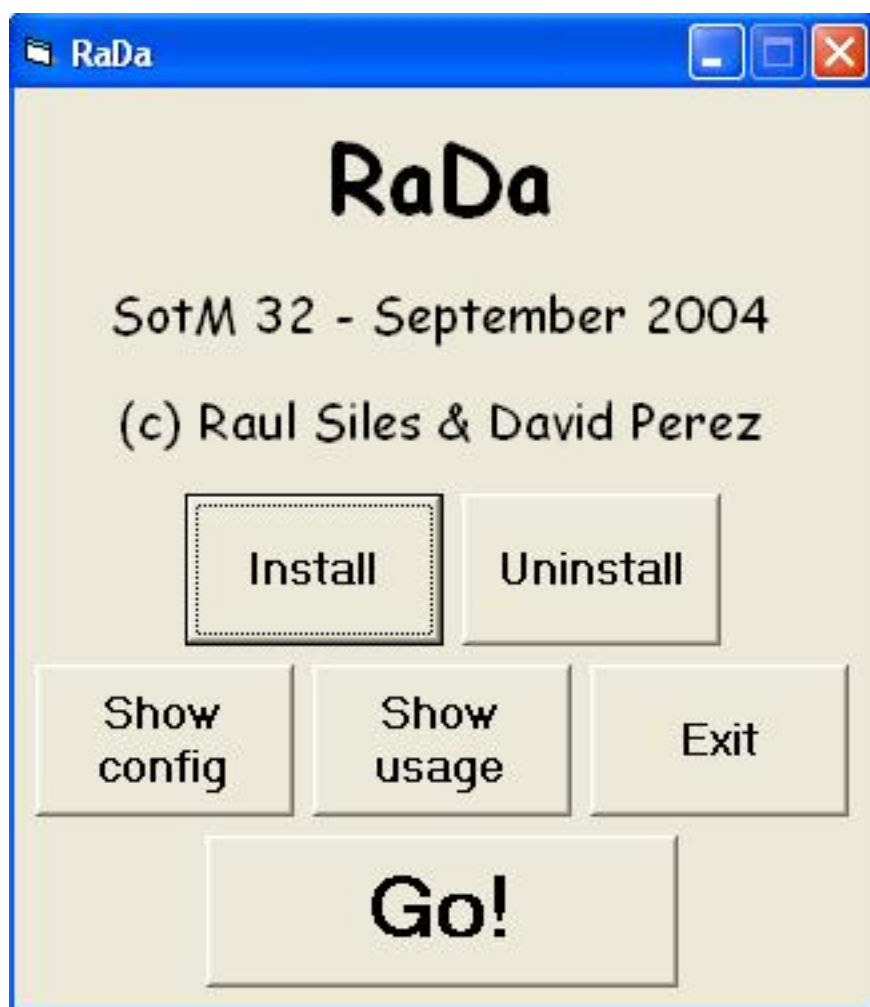 RaDa
RaDa
SotM 32 - September 2004
(c) Raul Siles & David Perez
Install
Uninstall
Show
config
Show
usage
Exit
Go!